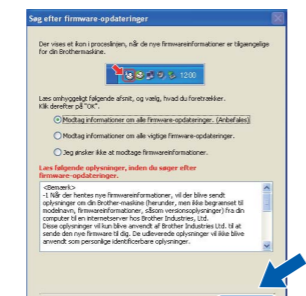 Søg efter firmware-opdateringer
Der vises et ikon i proceslinjen, når de nye firmwareinformationer er tilgængelige
for din Brothermaskine.
12:00
Læs omhyggeligt følgende afsnit, og vælg, hvad du foretrækker.
Klik derefter på "OK".
Modtag informationer om alle firmware-opdateringer. (Anbefales)
Modtag informationer om alle vigtige firmware-opdateringer.
Jeg ønsker ikke at modtage firmwareinformationer.
Læs følgende oplysninger, inden du søger efter
firmware-opdateringer.
<Bemærk>
-1 Når der hentes nye firmwareinformationer, vil der blive sendt
oplysninger om din Brother-maskine (herunder, men ikke begrænset til
modelnavn, firmwareinformationer, såsom versionsoplysninger) fra din
computer til en internetserver hos Brother Industries, Ltd.
Disse oplysninger vil kun blive anvendt af Brother Industries Ltd. til at
sende den nye firmware til dig. De udleverede oplysninger vil ikke blive
anvendt som personlige identificerbare oplysninger.